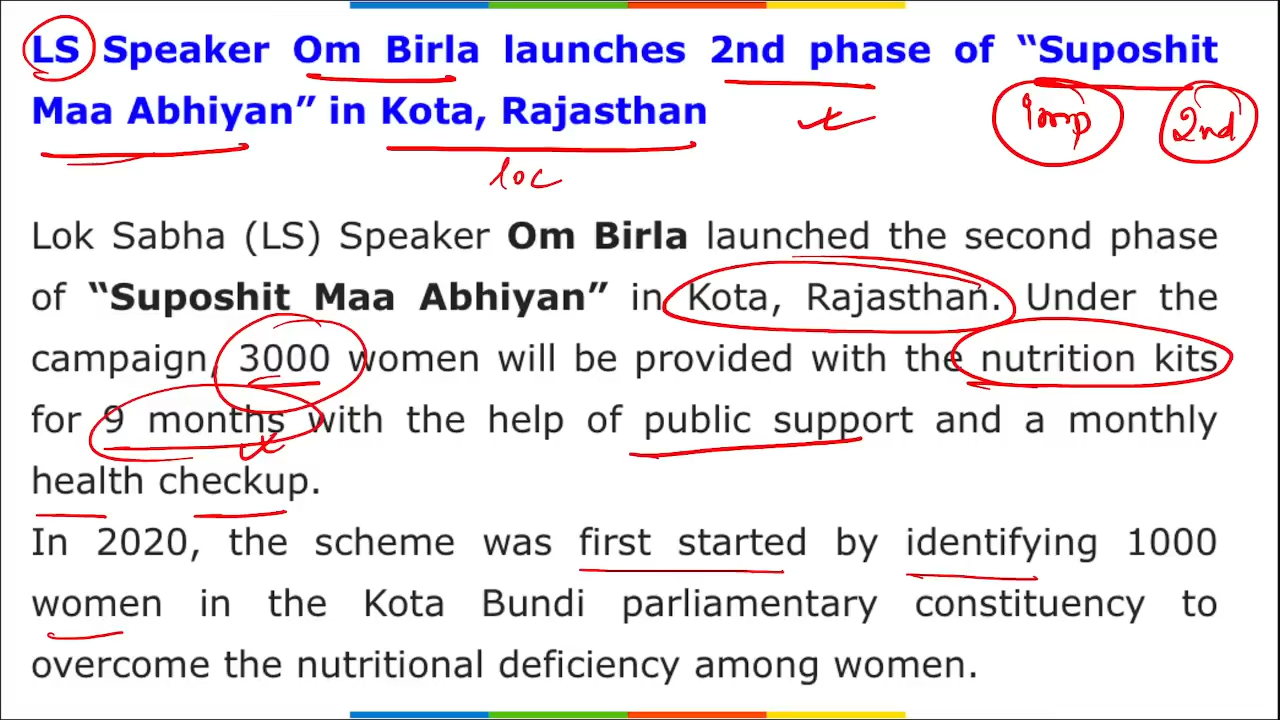 LS Speaker Om Birla launches 2nd phase of “Suposhit
Maa Abhiyan” in Kota, Rajasthan
imp
2nd
loc
Lok Sabha (LS) Speaker Om Birla launched the second phase
of “Suposhit Maa Abhiyan” in Kota, Rajasthan. Under the
campaign, 3000 women will be provided with the nutrition kits
for 9 months with the help of public support and a monthly
health checkup.
In 2020, the scheme was first started by identifying 1000
women in the Kota Bundi parliamentary constituency to
overcome the nutritional deficiency among women.